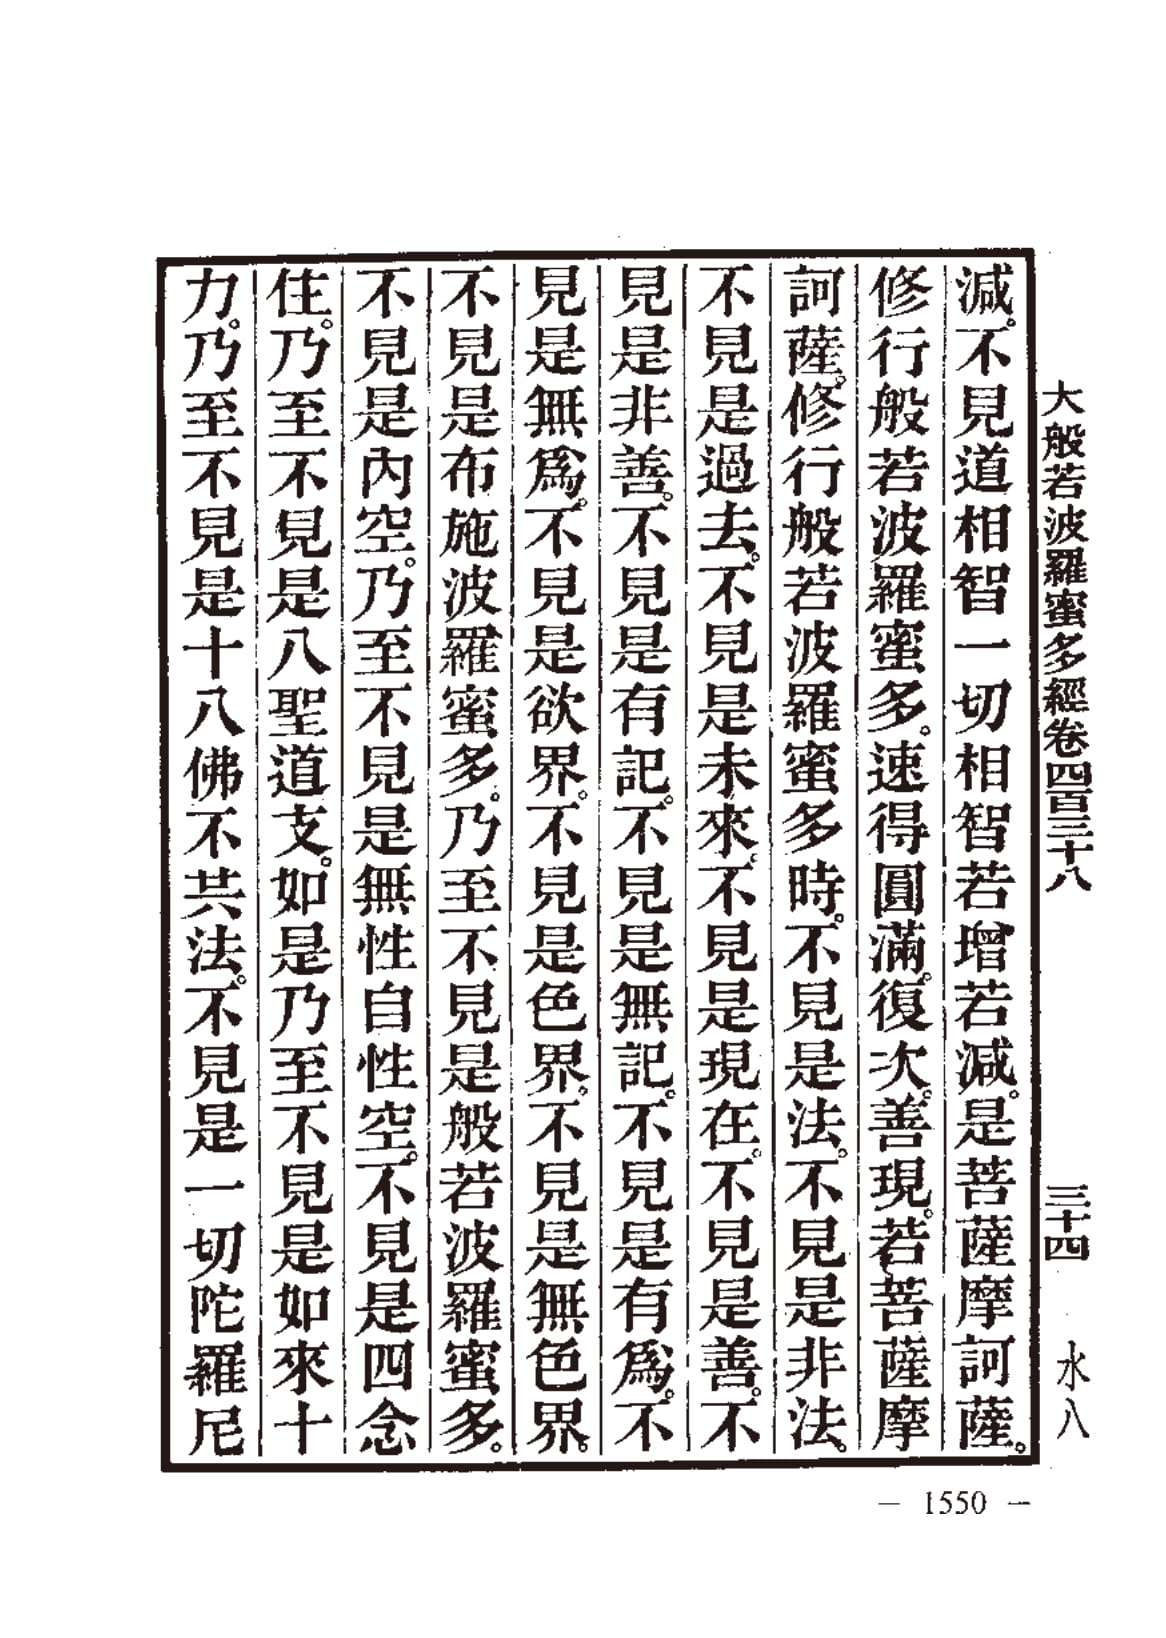 大般若波羅蜜多經卷四百三十八　三十四　水八
減。不見道相智一切相智若增若減。是菩薩摩訶薩。
修行般若波羅蜜多。速得圓滿。復次。善現。若菩薩摩
訶薩。修行般若波羅蜜多時。不見是法。不見是非法。
不見是過去。不見是未來。不見是現在。不見是善。不
見是非善。不見是有記。不見是無記。不見是有爲。不
見是無爲。不見是欲界。不見是色界。不見是無色界。
不見是布施波羅蜜多。乃至不見是般若波羅蜜多。
不見是內空。乃至不見是無性自性空。不見是四念
住。乃至不見是八聖道支。如是乃至不見是如來十
力。乃至不見是十八佛不共法。不見是一切陀羅尼
— 1550 —